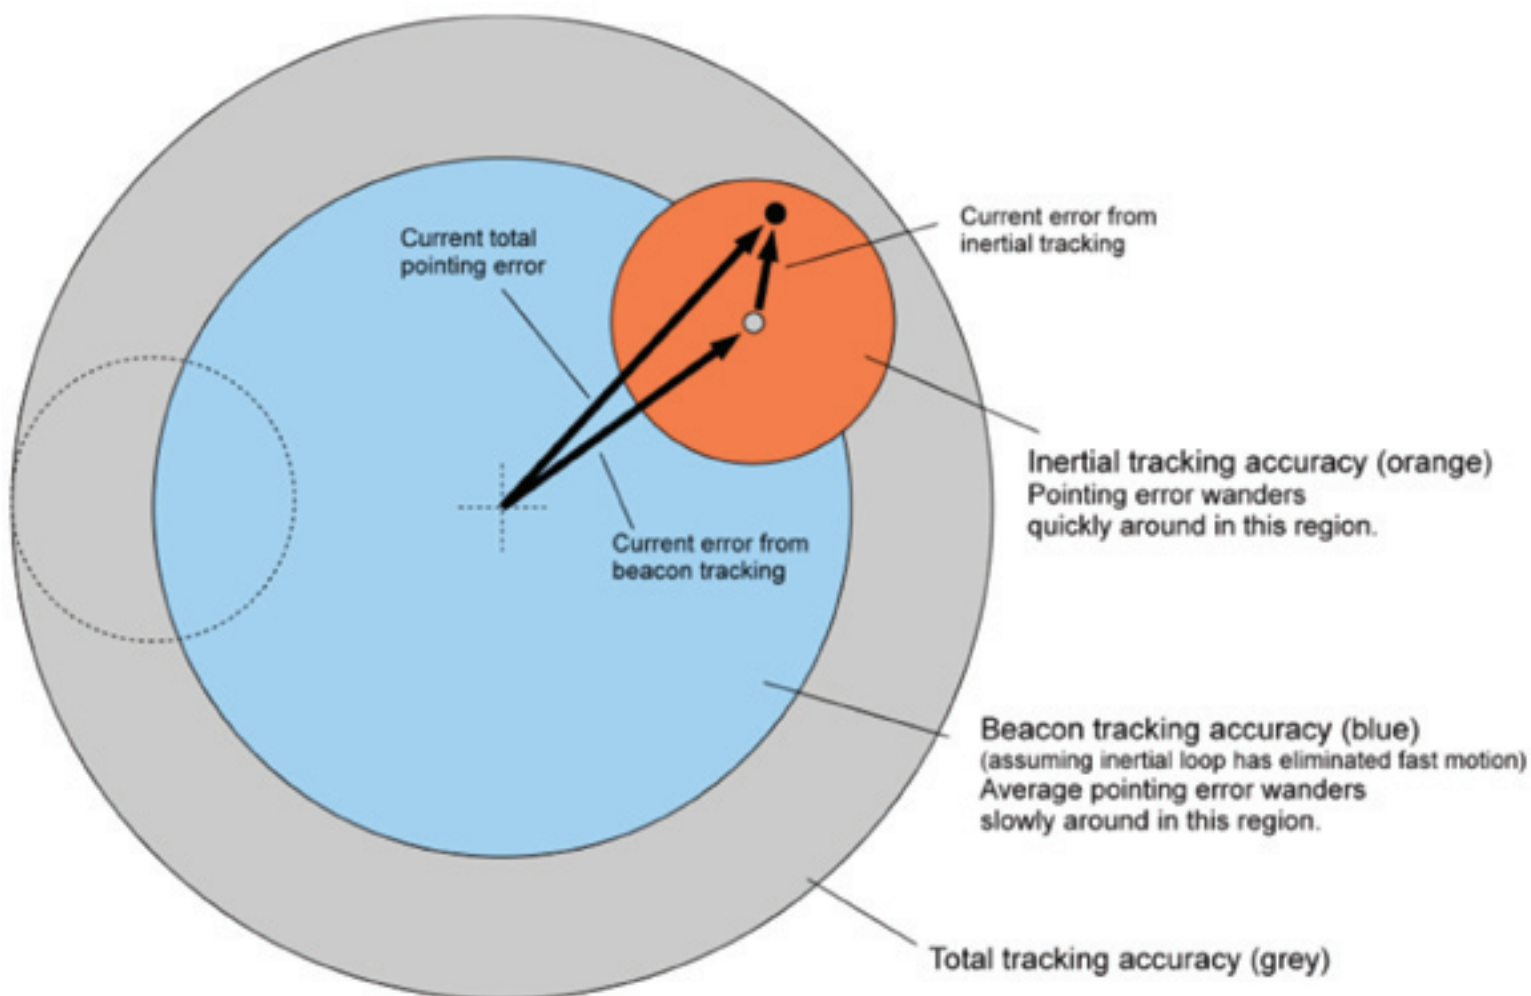 Current total
pointing error
Current error from
inertial tracking
Inertial tracking accuracy (orange)
Pointing error wanders
quickly around in this region.
Current error from
beacon tracking
Beacon tracking accuracy (blue)
(assuming inertial loop has eliminated fast motion)
Average pointing error wanders
slowly around in this region.
Total tracking accuracy (grey)